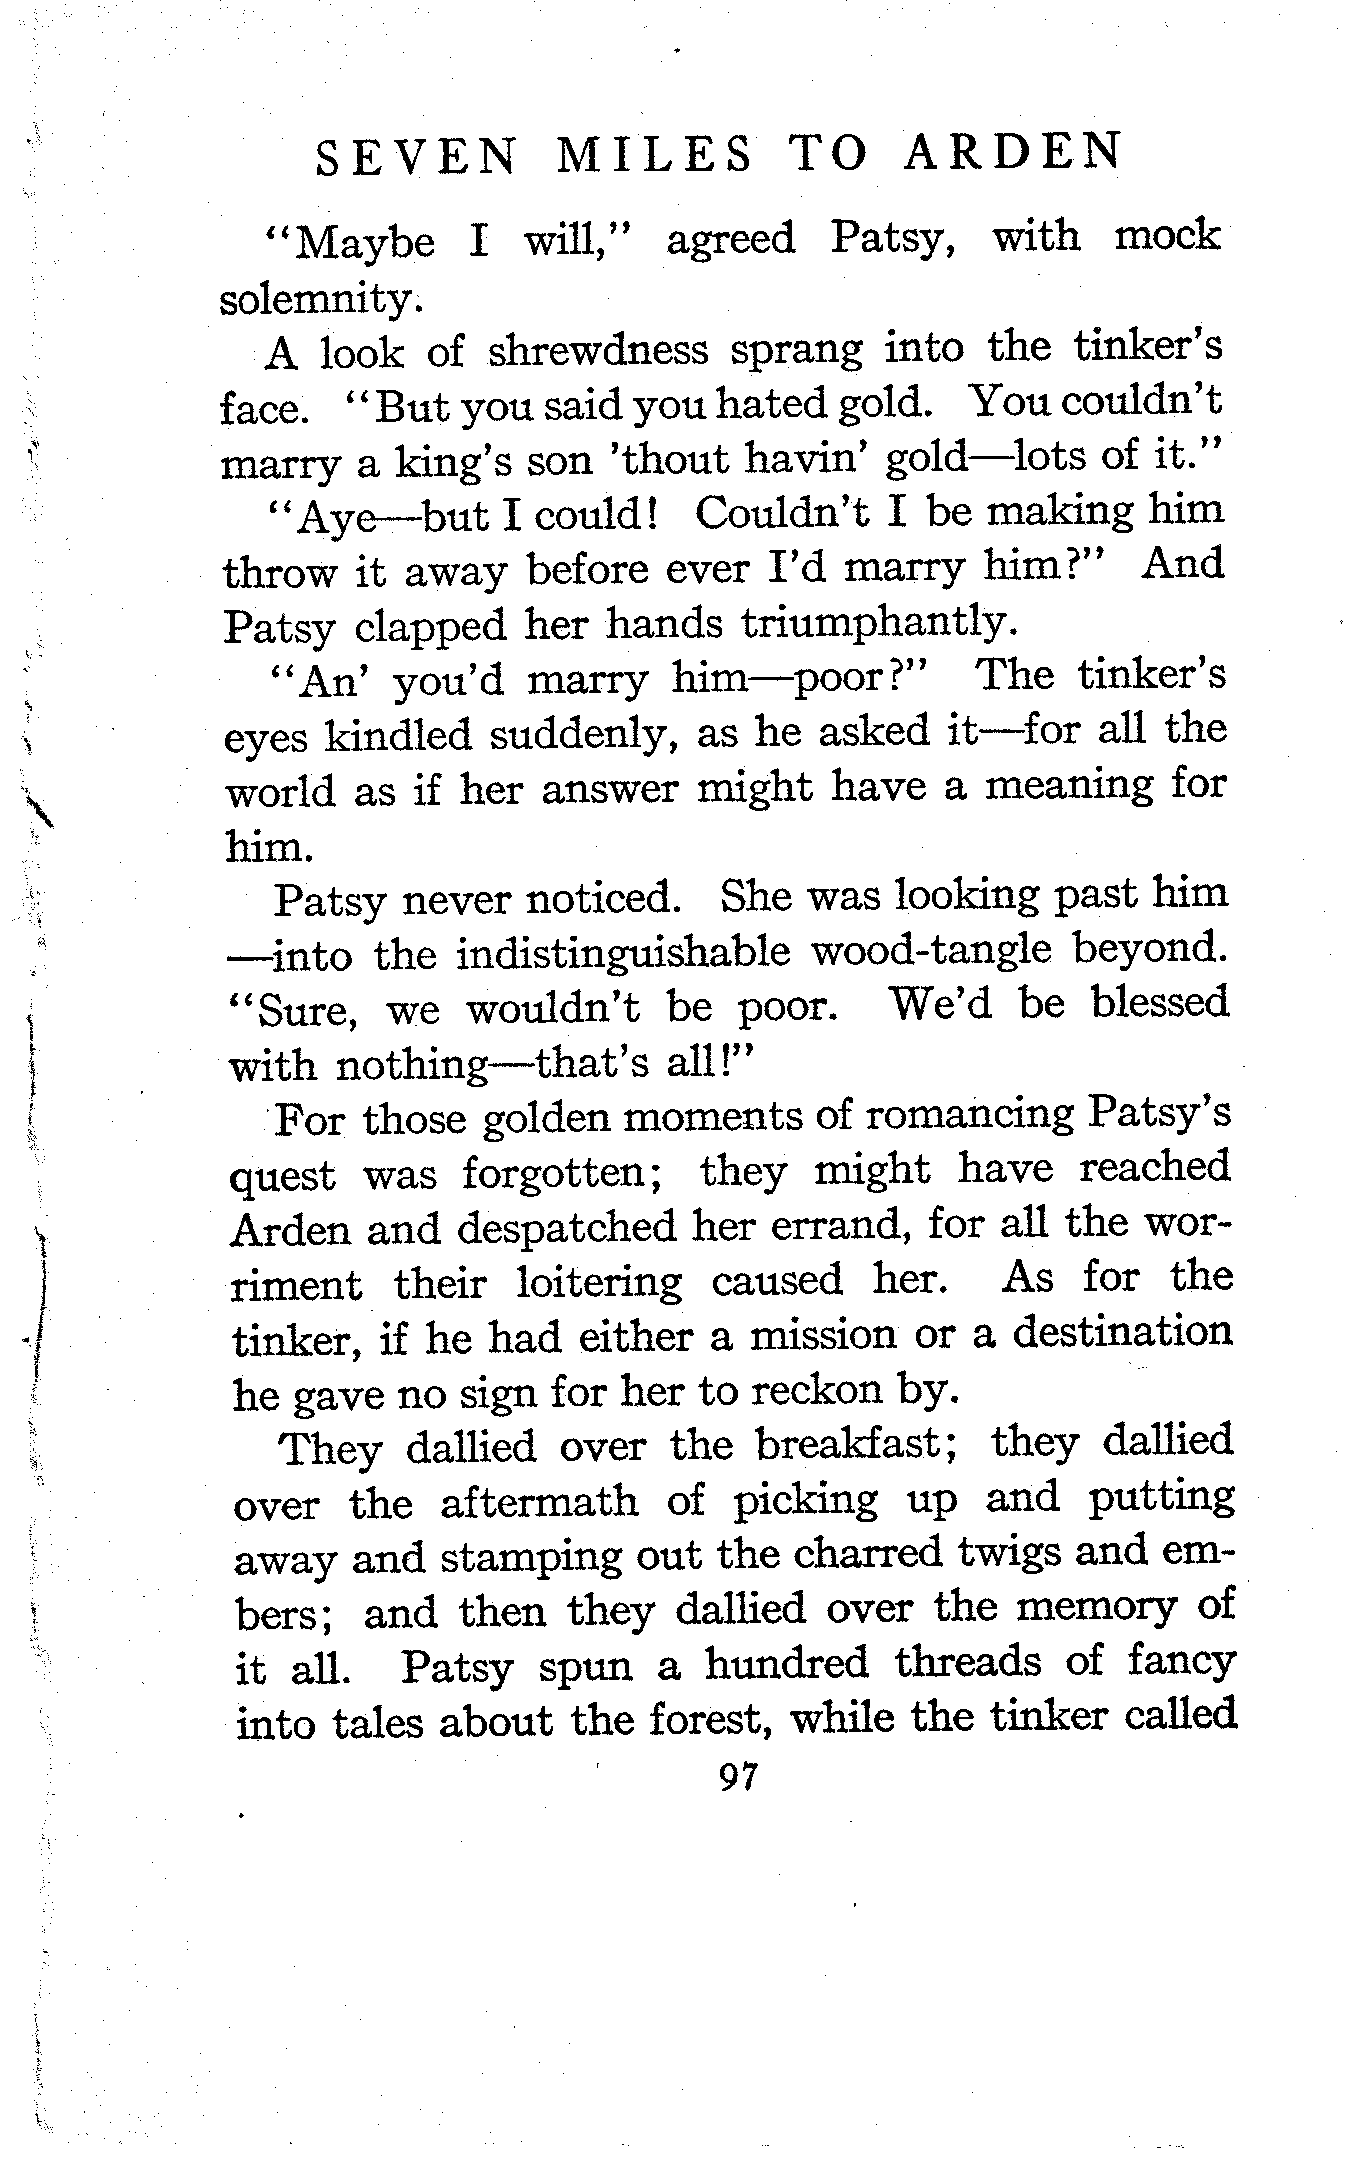 SEVEN MILES TO ARDEN
"Maybe I will," agreed Patsy, with mock
solemnity.
A look of shrewdness sprang into the tinker's
face. "But you said you hated gold. You couldn't
marry a king's son 'thout havin' gold—lots of it."
"Aye—but I could! Couldn't I be making him
throw it away before ever I'd marry him?" And
Patsy clapped her hands triumphantly.
"An' you'd marry him—poor?" The tinker's
eyes kindled suddenly, as he asked it—for all the
world as if her answer might have a meaning for
him.
Patsy never noticed. She was looking past him
—into the indistinguishable wood-tangle beyond.
"Sure, we wouldn't be poor. We'd be blessed
with nothing—that's all!"
For those golden moments of romancing Patsy's
quest was forgotten; they might have reached
Arden and despatched her errand, for all the wor-
riment their loitering caused her. As for the
tinker, if he had either a mission or a destination
he gave no sign for her to reckon by.
They dallied over the breakfast; they dallied
over the aftermath of picking up and putting
away and stamping out the charred twigs and em-
bers; and then they dallied over the memory of
it all. Patsy spun a hundred threads of fancy
into tales about the forest, while the tinker called
97